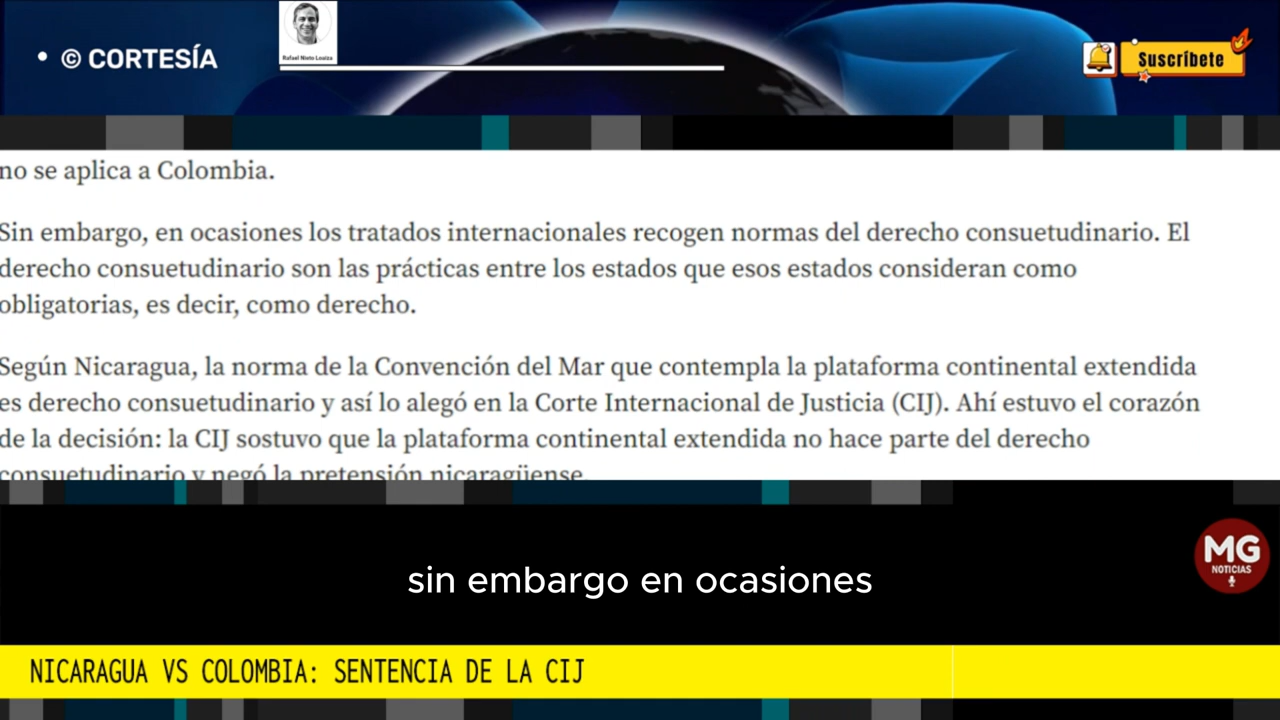 • © CORTESÍA
Rafael Nieto Loaiza
Suscríbete
no se aplica a Colombia.
Sin embargo, en ocasiones los tratados internacionales recogen normas del derecho consuetudinario. El
derecho consuetudinario son las prácticas entre los estados que esos estados consideran como
obligatorias, es decir, como derecho.
Según Nicaragua, la norma de la Convención del Mar que contempla la plataforma continental extendida
es derecho consuetudinario y así lo alegó en la Corte Internacional de Justicia (CIJ). Ahí estuvo el corazón
de la decisión: la CIJ sostuvo que la plataforma continental extendida no hace parte del derecho
consuetudinario y negó la pretensión nicaragüense
MG
NOTICIAS
sin embargo en ocasiones
NICARAGUA VS COLOMBIA: SENTENCIA DE LA CIJ